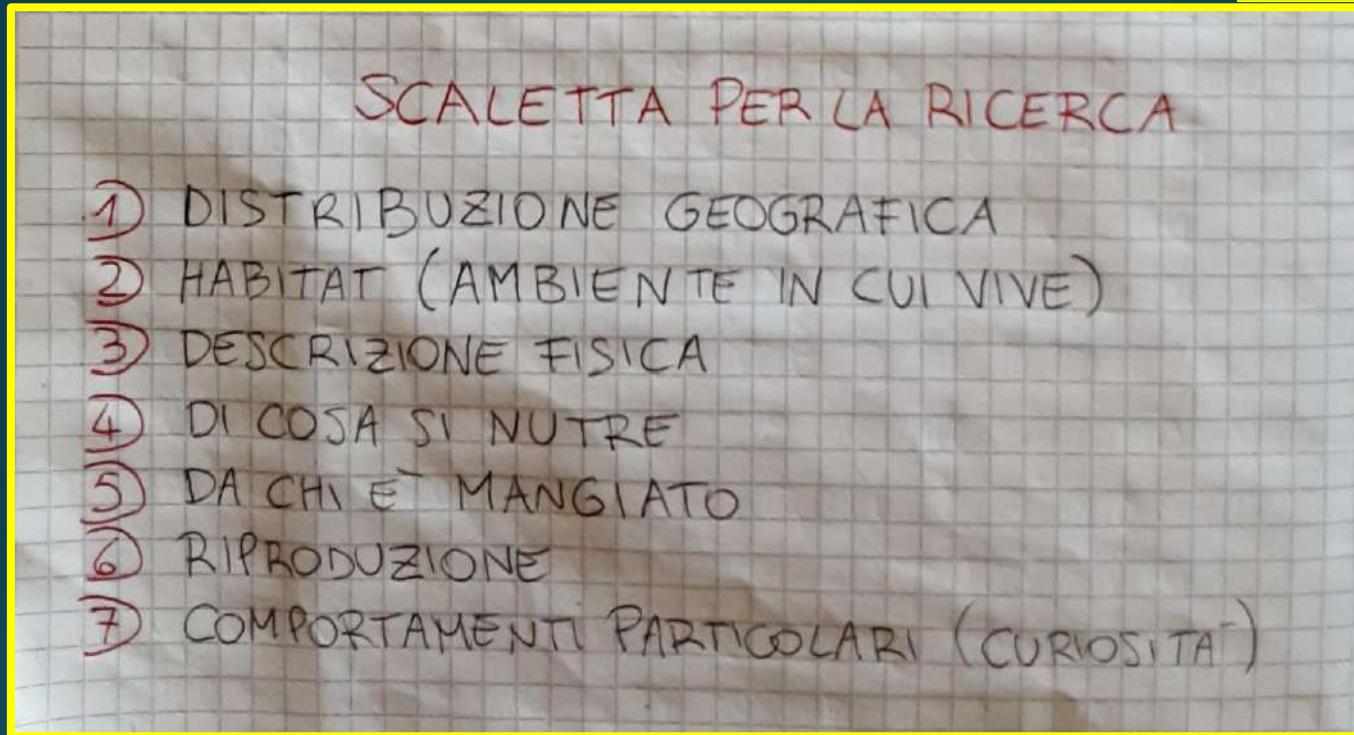 SCALETTA PER LA RICERCA
1 DISTRIBUZIONE GEOGRAFICA
2 HABITAT (AMBIENTE IN CUI VIVE)
3 DESCRIZIONE FISICA
4 DI COSA SI NUTRE
5 DA CHI È MANGIATO
6 RIPRODUZIONE
7 COMPORTAMENTI PARTICOLARI (CURIOSITÀ)